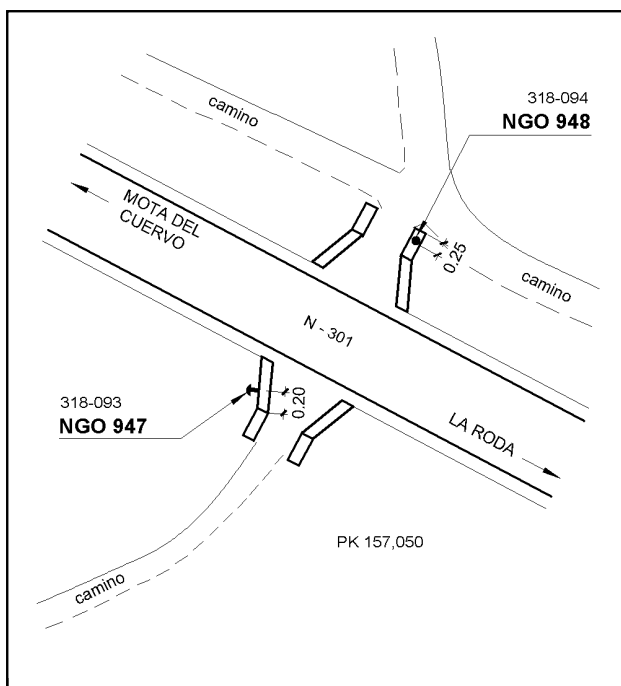 camino
318-094
NGO 948
MOTA DEL
CUERVO
0.25
camino
N - 301
318-093
NGO 947
0.20
LA RODA
PK 157,050
camino